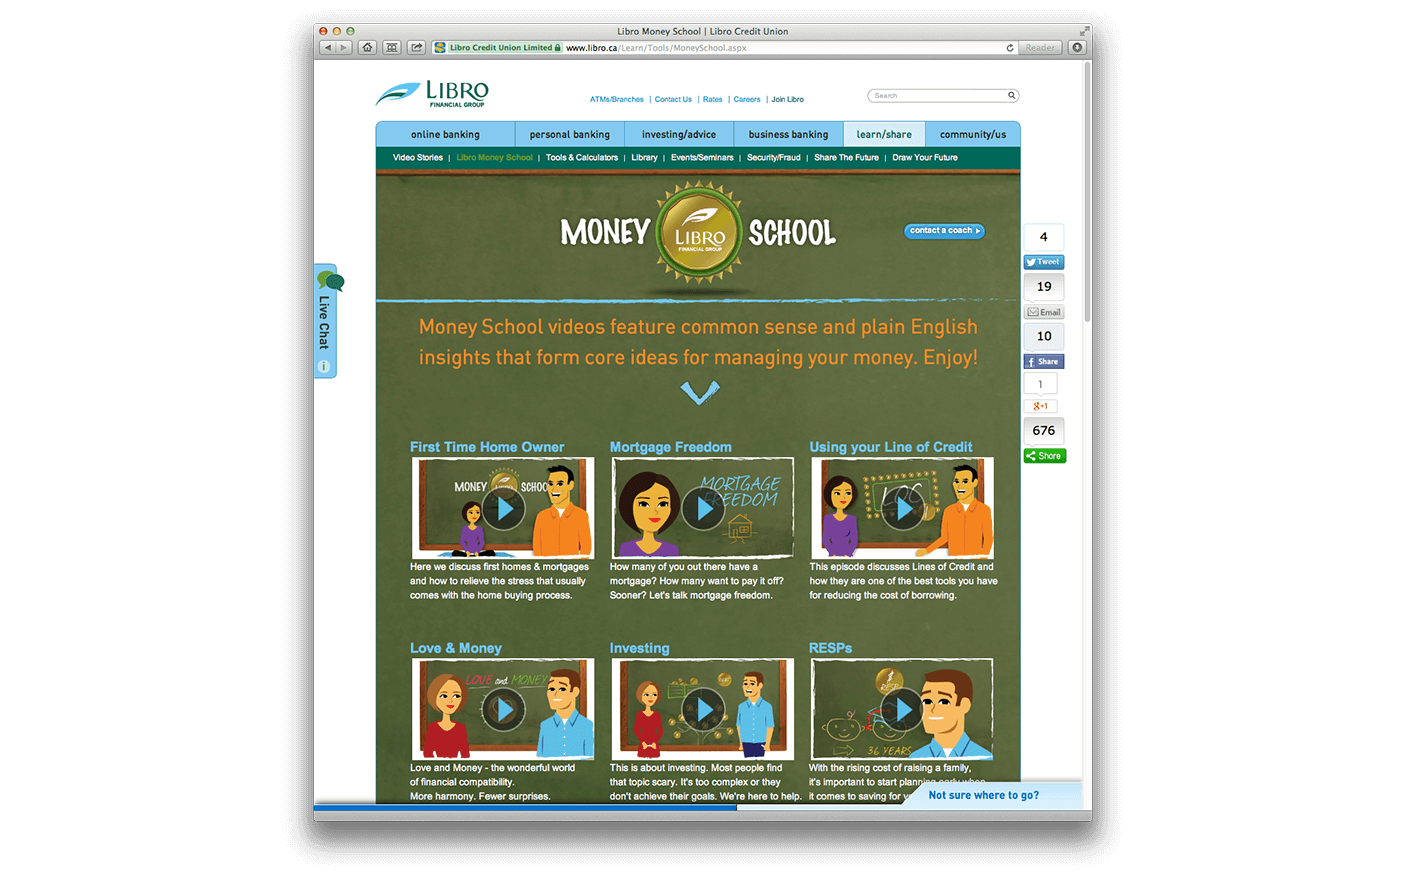 Libro Money School | Libro Credit Union
Libro Credit Union Limited www.libro.ca/Learn/Tools/MoneySchool.aspx Reader
LIBRO
FINANCIAL GROUP
ATMs/Branches | Contact Us | Rates | Careers | Join Libro
Search
online banking personal banking investing/advice business banking learn/share community/us
Video Stories | Libro Money School | Tools & Calculators | Library | Events/Seminars | Security/Fraud | Share The Future | Draw Your Future
MONEY LIBRO FINANCIAL GROUP SCHOOL
contact a coach
4
Tweet
19
Email
10
Share
1
g+1
676
Share
Live Chat
i
Money School videos feature common sense and plain English
insights that form core ideas for managing your money. Enjoy!
First Time Home Owner
MONEY SCHOOL
Here we discuss first homes & mortgages
and how to relieve the stress that usually
comes with the home buying process.
Mortgage Freedom
MORTGAGE
FREEDOM
How many of you out there have a
mortgage? How many want to pay it off?
Sooner? Let's talk mortgage freedom.
Using your Line of Credit
LOC
This episode discusses Lines of Credit and
how they are one of the best tools you have
for reducing the cost of borrowing.
Love & Money
LOVE and MONEY
Love and Money - the wonderful world
of financial compatibility.
More harmony. Fewer surprises.
Investing
This is about investing. Most people find
that topic scary. It's too complex or they
don't achieve their goals. We're here to help.
RESPs
$
RESP
36 YEARS
With the rising cost of raising a family,
it's important to start planning early when
it comes to saving for
Not sure where to go?